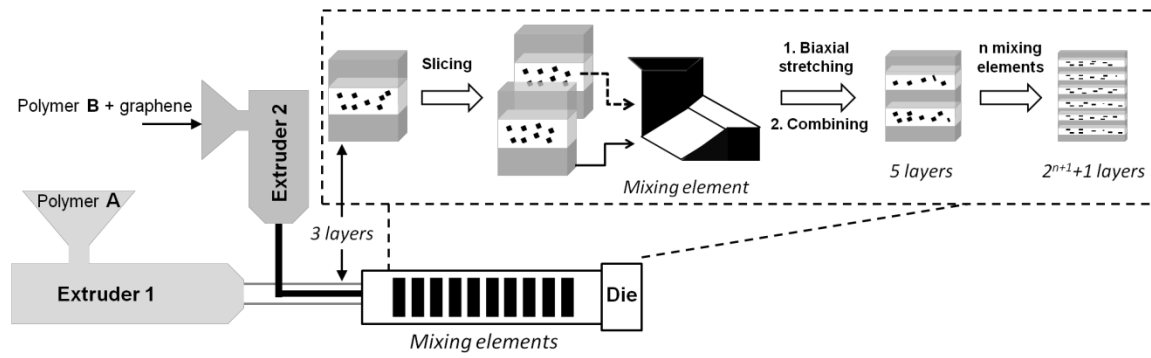 Slicing
1. Biaxial
stretching
2. Combining
n mixing
elements
Mixing element
5 layers
2ⁿ⁺¹+1 layers
Polymer B + graphene
Extruder 2
Polymer A
3 layers
Extruder 1
Die
Mixing elements